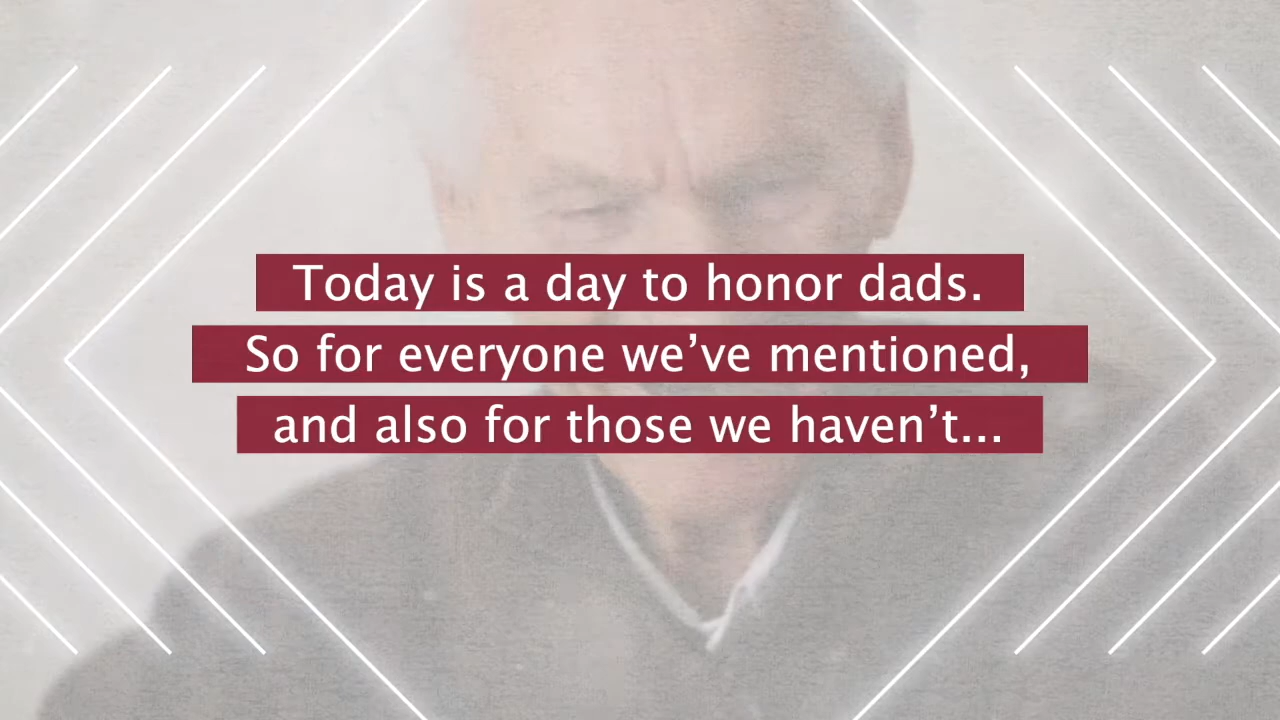 Today is a day to honor dads.
So for everyone we’ve mentioned,
and also for those we haven’t...